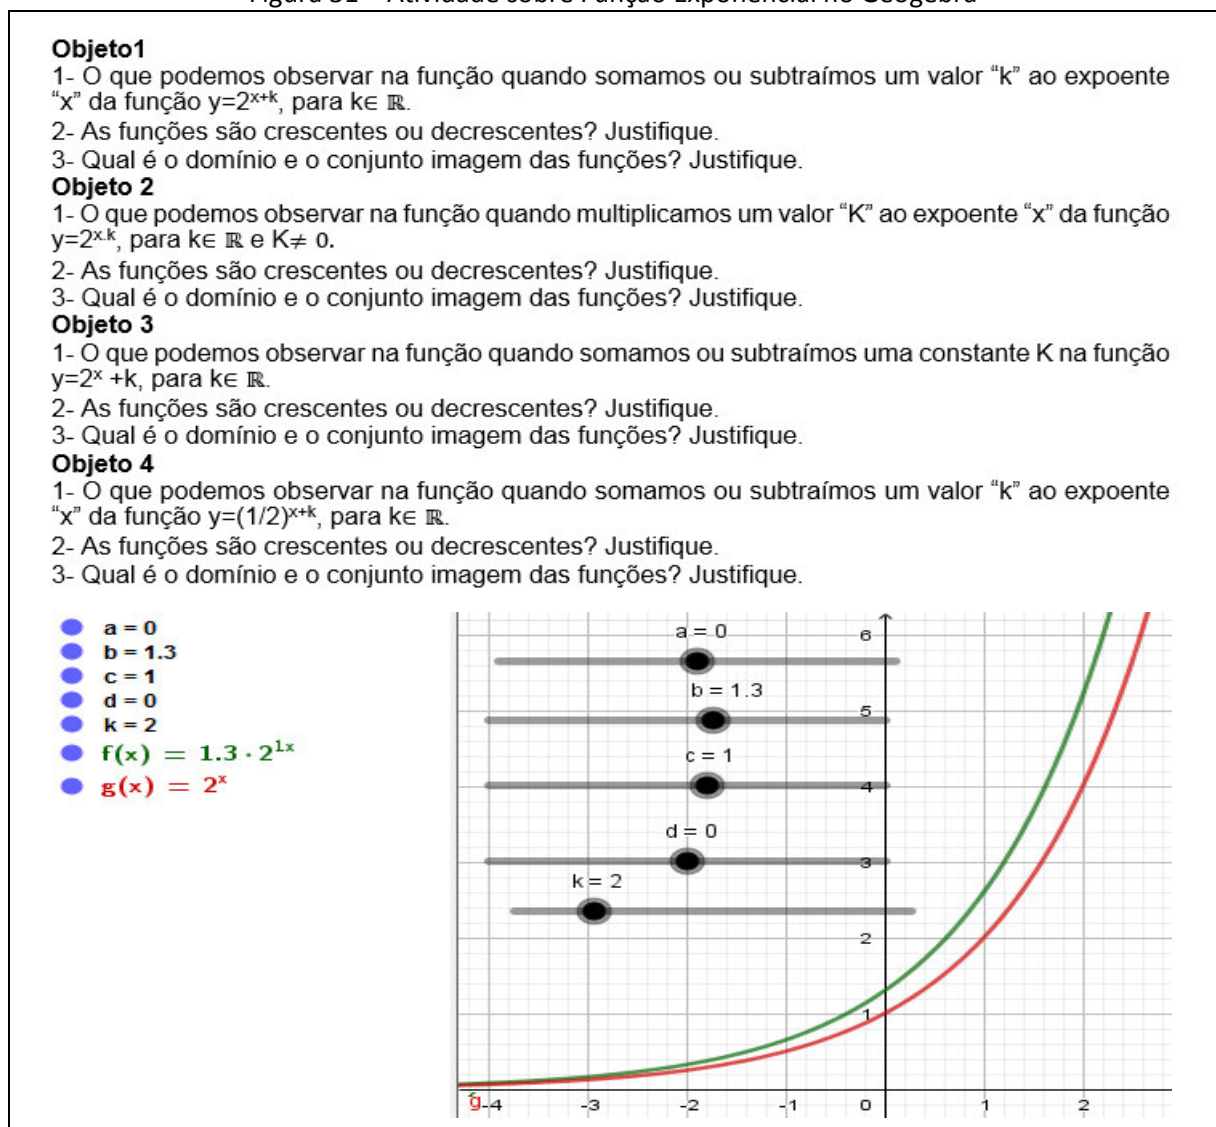 Figura 31 – Atividade sobre Função Exponencial no Geogebra
Objeto1
1- O que podemos observar na função quando somamos ou subtraímos um valor “k” ao expoente
“x” da função y=2ˣ⁺ᵏ, para k∈ ℝ.
2- As funções são crescentes ou decrescentes? Justifique.
3- Qual é o domínio e o conjunto imagem das funções? Justifique.
Objeto 2
1- O que podemos observar na função quando multiplicamos um valor “K” ao expoente “x” da função
y=2ˣ·ᵏ, para k∈ ℝ e K≠ 0.
2- As funções são crescentes ou decrescentes? Justifique.
3- Qual é o domínio e o conjunto imagem das funções? Justifique.
Objeto 3
1- O que podemos observar na função quando somamos ou subtraímos uma constante K na função
y=2ˣ +k, para k∈ ℝ.
2- As funções são crescentes ou decrescentes? Justifique.
3- Qual é o domínio e o conjunto imagem das funções? Justifique.
Objeto 4
1- O que podemos observar na função quando somamos ou subtraímos um valor “k” ao expoente
“x” da função y=(1/2)ˣ⁺ᵏ, para k∈ ℝ.
2- As funções são crescentes ou decrescentes? Justifique.
3- Qual é o domínio e o conjunto imagem das funções? Justifique.
a = 0
b = 1.3
c = 1
d = 0
k = 2
f(x) = 1.3 · 2¹ˣ
g(x) = 2ˣ
a = 0
b = 1.3
c = 1
d = 0
k = 2
6
5
4
3
2
1
g
-4 -3 -2 -1 0 1 2